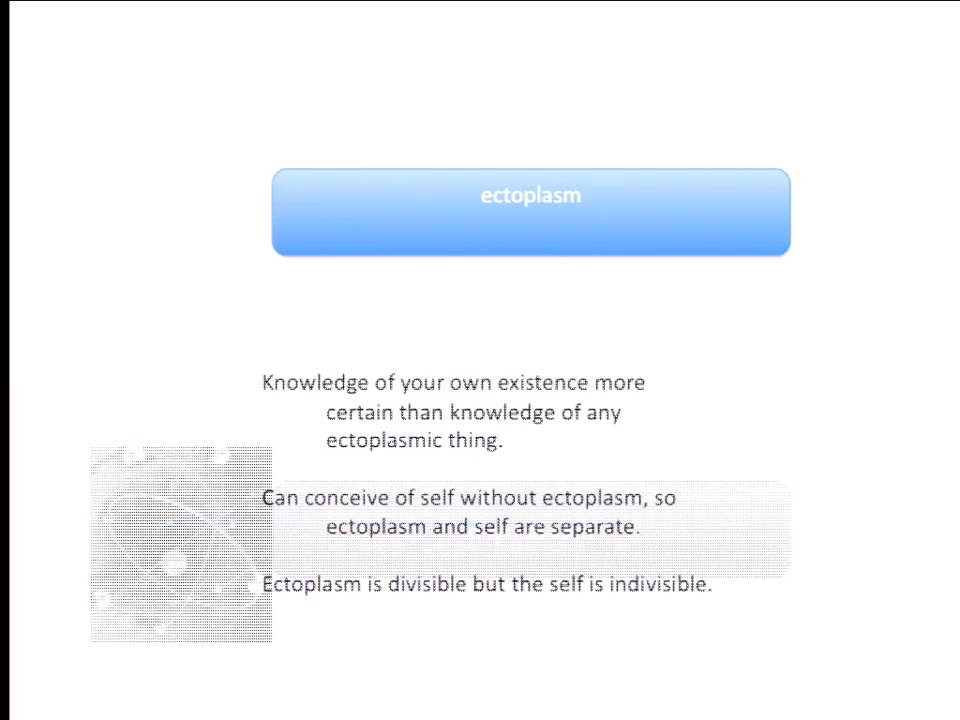 ectoplasm
Knowledge of your own existence more
certain than knowledge of any
ectoplasmic thing.
Can conceive of self without ectoplasm, so
ectoplasm and self are separate.
Ectoplasm is divisible but the self is indivisible.